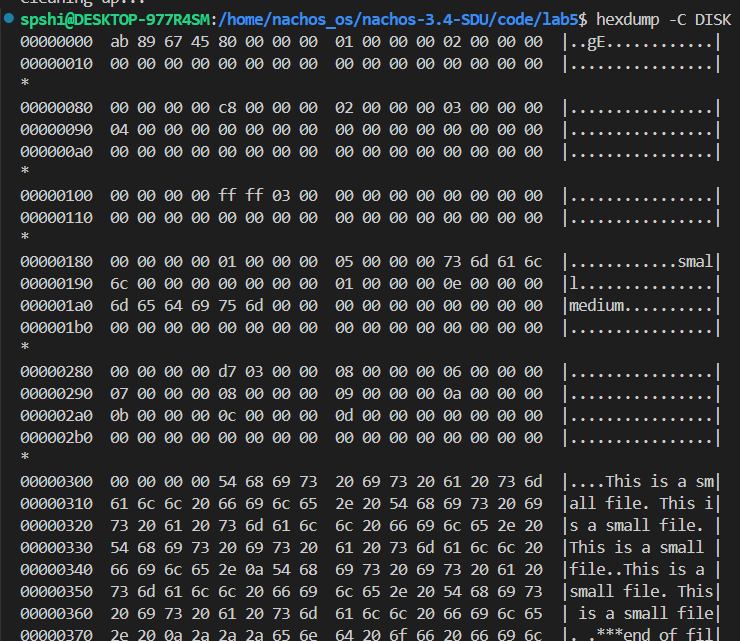 cleaning up...
spshi@DESKTOP-977R4SM:/home/nachos_os/nachos-3.4-SDU/code/lab5$ hexdump -C DISK
00000000  ab 89 67 45 80 00 00 00  01 00 00 00 02 00 00 00  |..gE............|
00000010  00 00 00 00 00 00 00 00  00 00 00 00 00 00 00 00  |................|
*
00000080  00 00 00 00 c8 00 00 00  02 00 00 00 03 00 00 00  |................|
00000090  04 00 00 00 00 00 00 00  00 00 00 00 00 00 00 00  |................|
000000a0  00 00 00 00 00 00 00 00  00 00 00 00 00 00 00 00  |................|
*
00000100  00 00 00 00 ff ff 03 00  00 00 00 00 00 00 00 00  |................|
00000110  00 00 00 00 00 00 00 00  00 00 00 00 00 00 00 00  |................|
*
00000180  00 00 00 00 01 00 00 00  05 00 00 00 73 6d 61 6c  |............smal|
00000190  6c 00 00 00 00 00 00 00  01 00 00 00 0e 00 00 00  |l...............|
000001a0  6d 65 64 69 75 6d 00 00  00 00 00 00 00 00 00 00  |medium..........|
000001b0  00 00 00 00 00 00 00 00  00 00 00 00 00 00 00 00  |................|
*
00000280  00 00 00 00 d7 03 00 00  08 00 00 00 06 00 00 00  |................|
00000290  07 00 00 00 08 00 00 00  09 00 00 00 0a 00 00 00  |................|
000002a0  0b 00 00 00 0c 00 00 00  0d 00 00 00 00 00 00 00  |................|
000002b0  00 00 00 00 00 00 00 00  00 00 00 00 00 00 00 00  |................|
*
00000300  00 00 00 00 54 68 69 73  20 69 73 20 61 20 73 6d  |....This is a sm|
00000310  61 6c 6c 20 66 69 6c 65  2e 20 54 68 69 73 20 69  |all file. This i|
00000320  73 20 61 20 73 6d 61 6c  6c 20 66 69 6c 65 2e 20  |s a small file. |
00000330  54 68 69 73 20 69 73 20  61 20 73 6d 61 6c 6c 20  |This is a small |
00000340  66 69 6c 65 2e 0a 54 68  69 73 20 69 73 20 61 20  |file..This is a |
00000350  73 6d 61 6c 6c 20 66 69  6c 65 2e 20 54 68 69 73  |small file. This|
00000360  20 69 73 20 61 20 73 6d  61 6c 6c 20 66 69 6c 65  | is a small file|
00000370  2e 20 0a 2a 2a 2a 65 6e  64 20 6f 66 20 66 69 6c  |. .***end of fil|